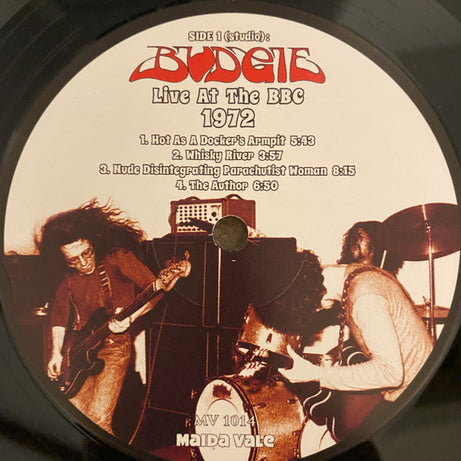 SIDE 1 (studio):
BUDGIE
Live At The BBC
1972
1. Hot As A Docker's Armpit 5:43
2. Whisky River 3:57
3. Nude Disintegrating Parachutist Woman 8:15
4. The Author 6:50
MV 1014
Maida Vale